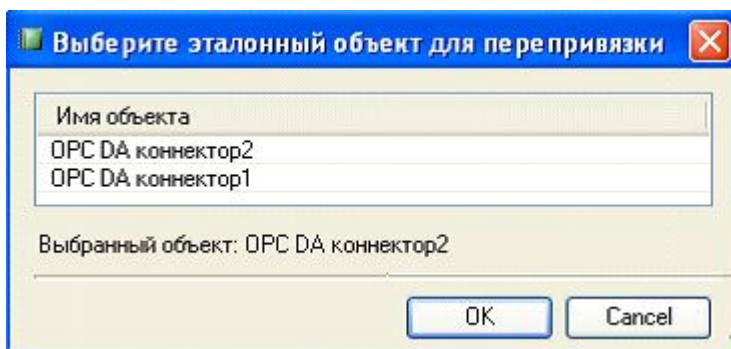 Выберите эталонный объект для перепривязки
Имя объекта
OPC DA коннектор2
OPC DA коннектор1
Выбранный объект: OPC DA коннектор2
OK
Cancel